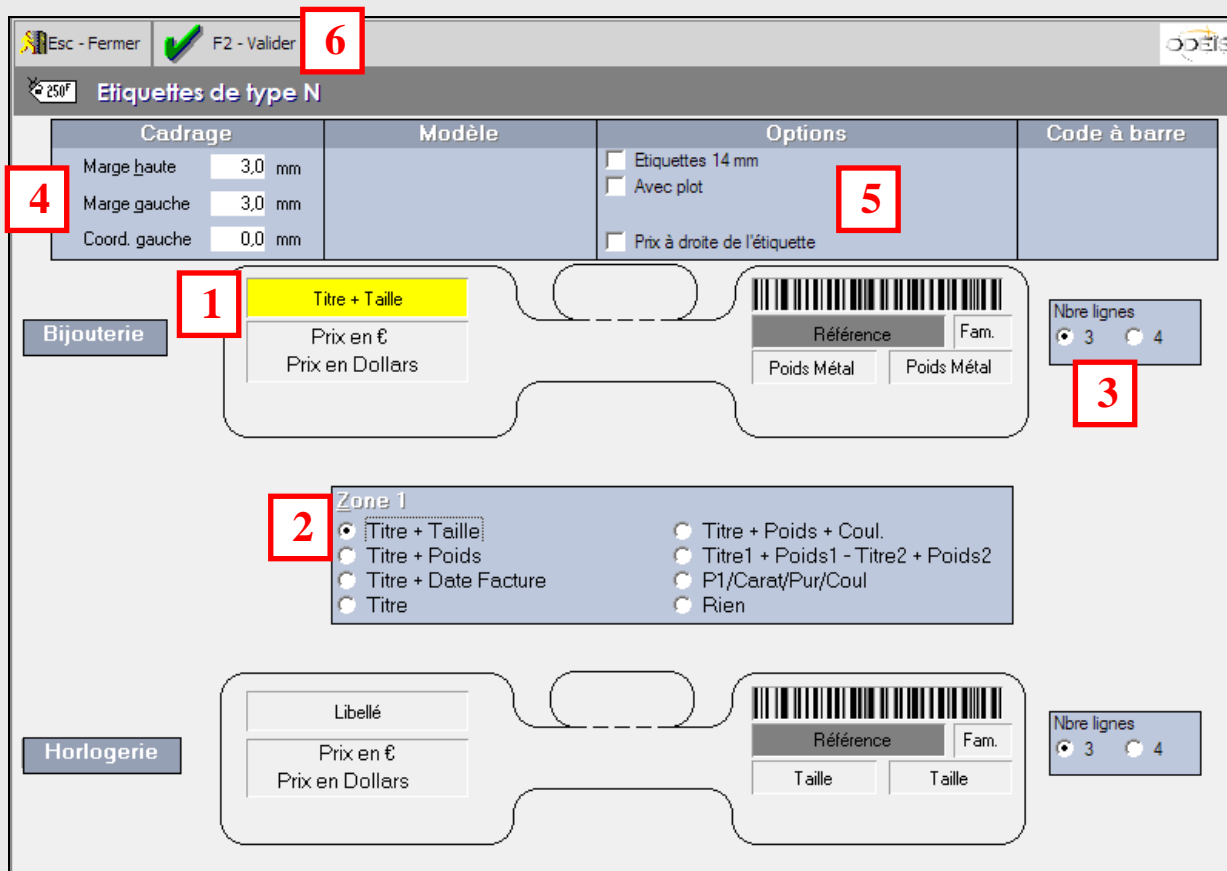 Esc - Fermer F2 - Valider 6
250F Etiquettes de type N
Cadrage Modèle Options Code à barre
Marge haute 3,0 mm
Marge gauche 3,0 mm
Coord. gauche 0,0 mm
4
Etiquettes 14 mm
Avec plot
Prix à droite de l'étiquette
5
1
Bijouterie
Titre + Taille
Prix en €
Prix en Dollars
Référence Fam.
Poids Métal Poids Métal
Nbre lignes
3 4
3
2
Zone 1
Titre + Taille Titre + Poids + Coul.
Titre + Poids Titre1 + Poids1 - Titre2 + Poids2
Titre + Date Facture P1/Carat/Pur/Coul
Titre Rien
Horlogerie
Libellé
Prix en €
Prix en Dollars
Référence Fam.
Taille Taille
Nbre lignes
3 4